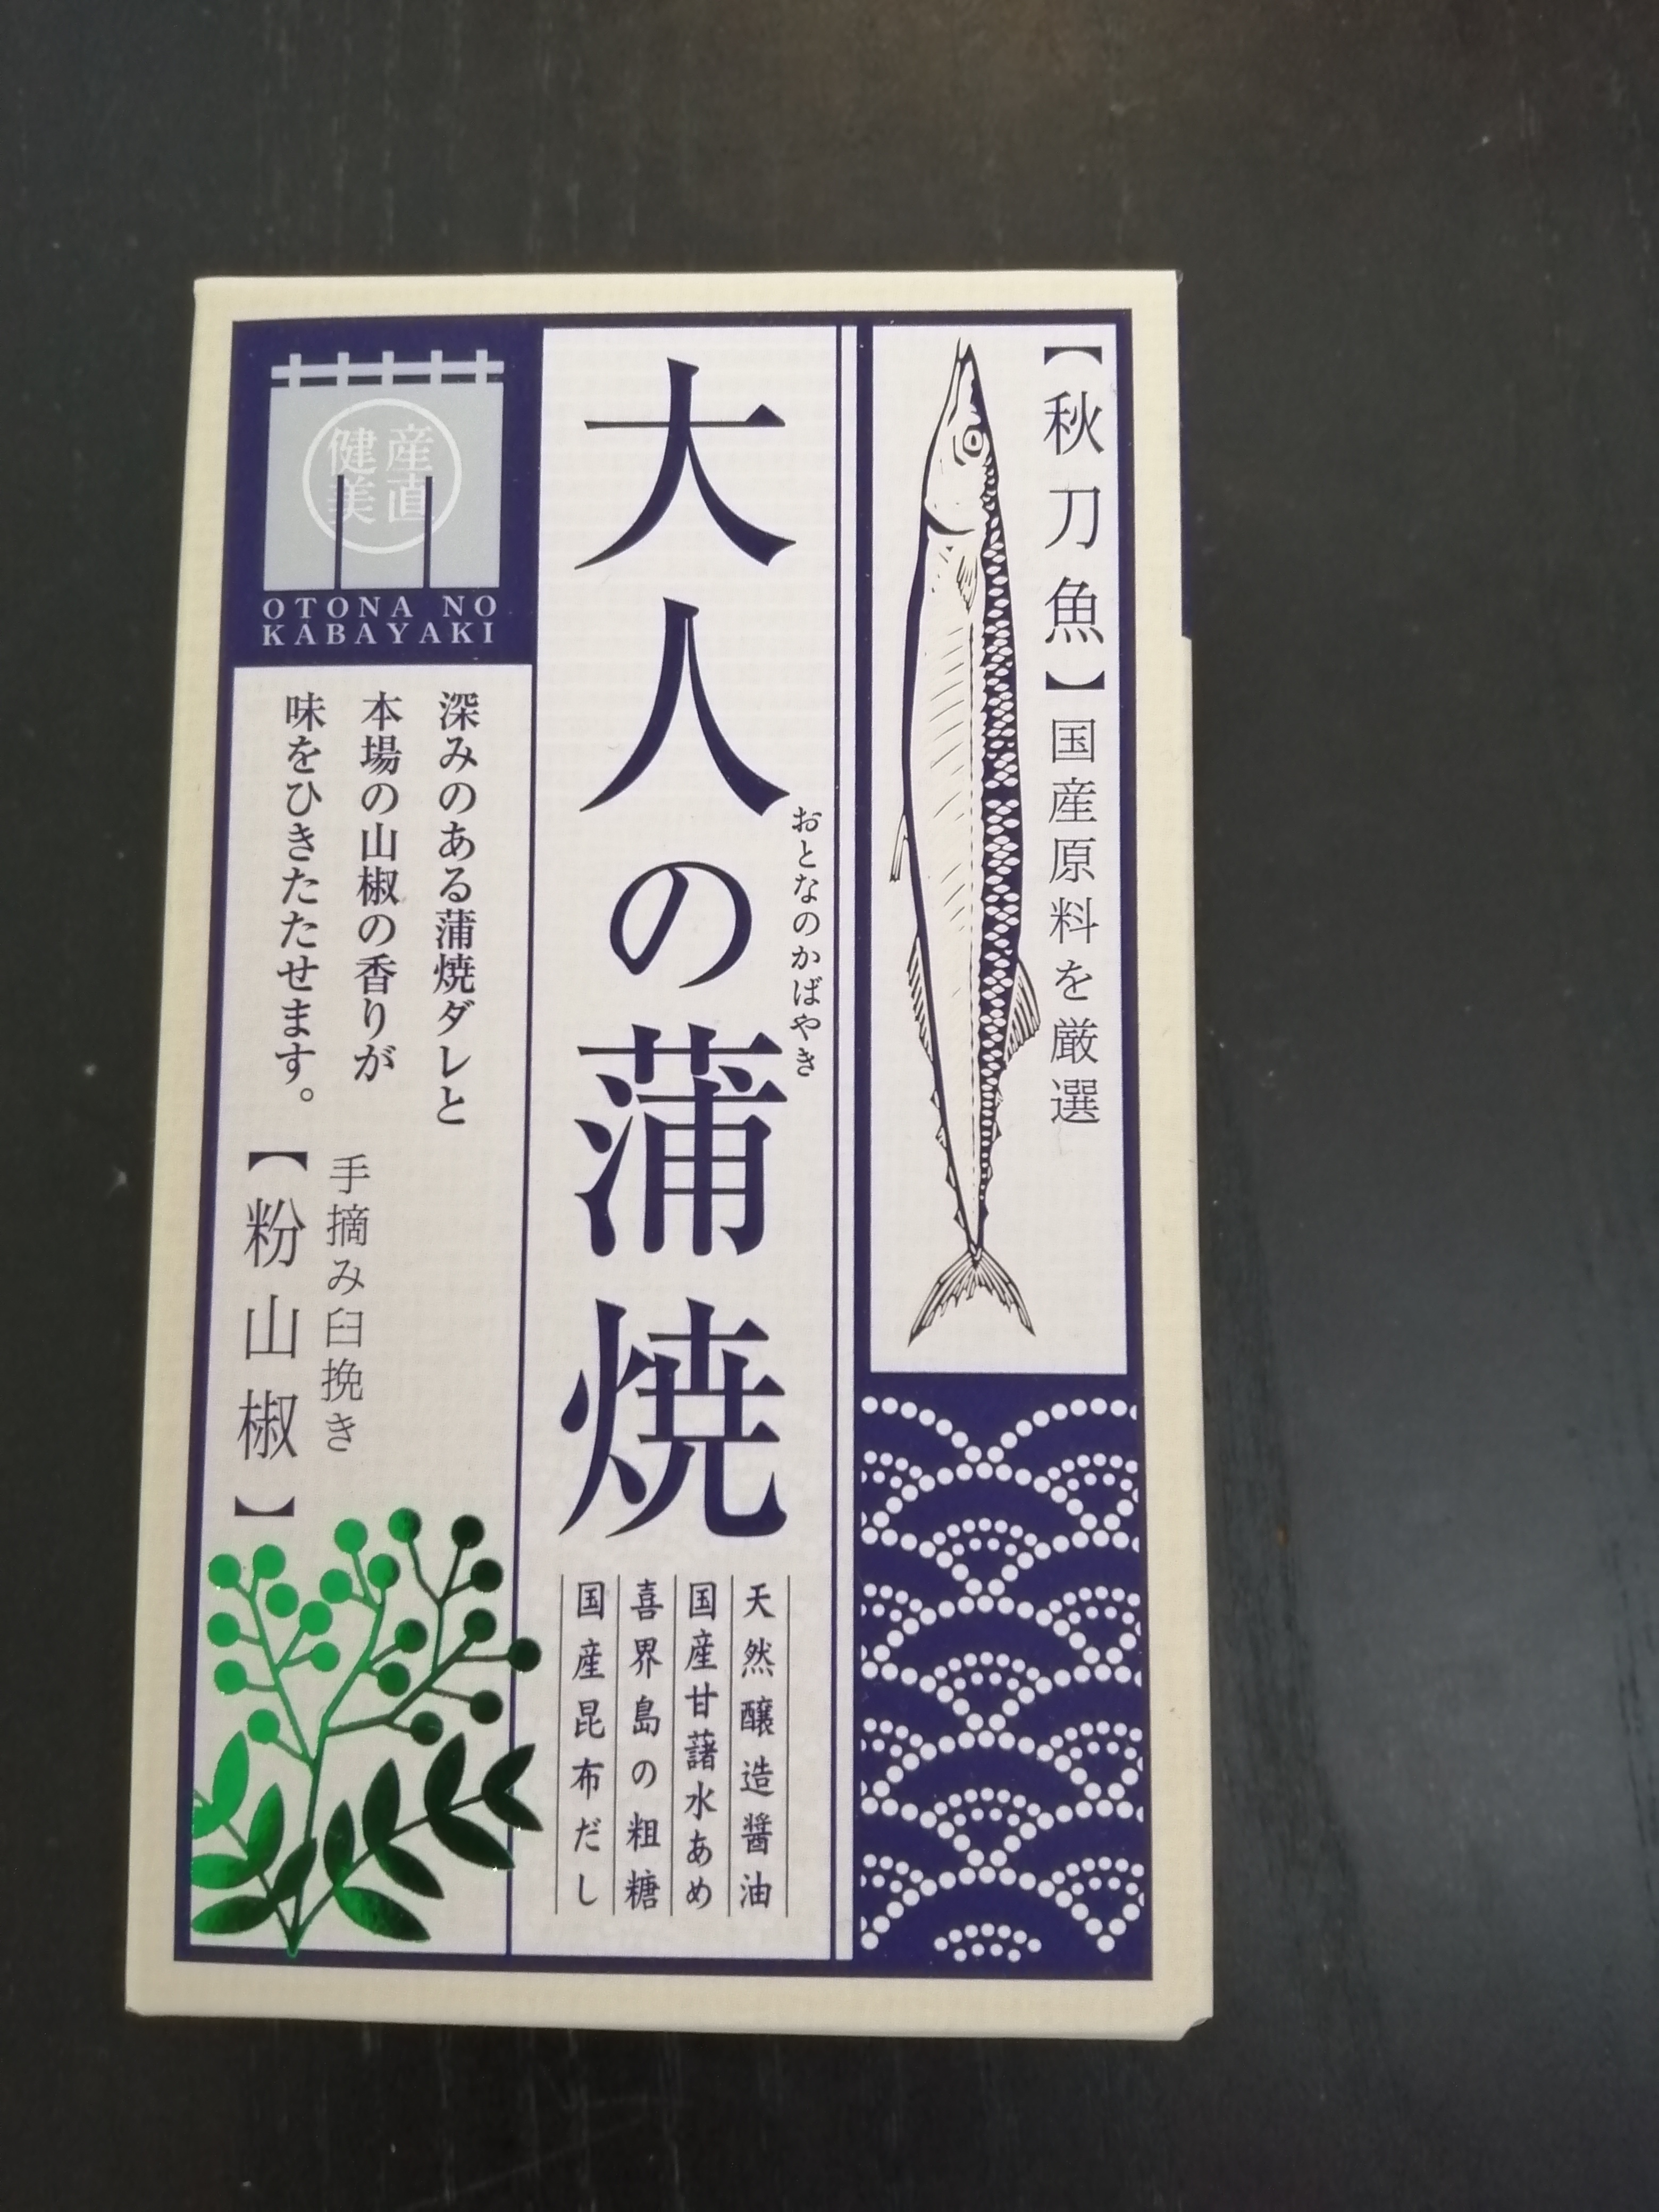 【秋刀魚】国産原料を厳選
大人の蒲焼
おとなのかばやき
天然醸造醤油
国産甘藷水あめ
喜界島の粗糖
国産昆布だし
産直
健美
OTONA NO
KABAYAKI
深みのある蒲焼ダレと
本場の山椒の香りが
味をひきたたせます。
手摘み臼挽き
【粉山椒】